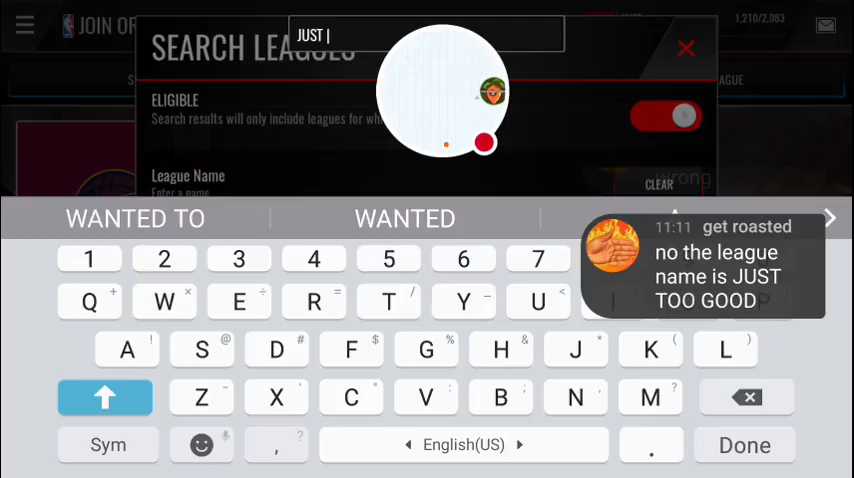 JOIN OR
SEARCH LEAGUES
JUST
1,210/2,083
AGUE
ELIGIBLE
Search results will only include leagues for wh
League Name
Enter a name
wrong
CLEAR
WANTED TO
WANTED
11:11 get roasted
no the league
name is JUST
TOO GOOD
1 2 3 4 5 6 7
Q + W × E ÷ R = T / Y _ U < I P )
A ! S @ D # F $ G % H & J * K ( L )
Z - X ' C " V : B ; N , M ?
Sym , ? English(US) . Done